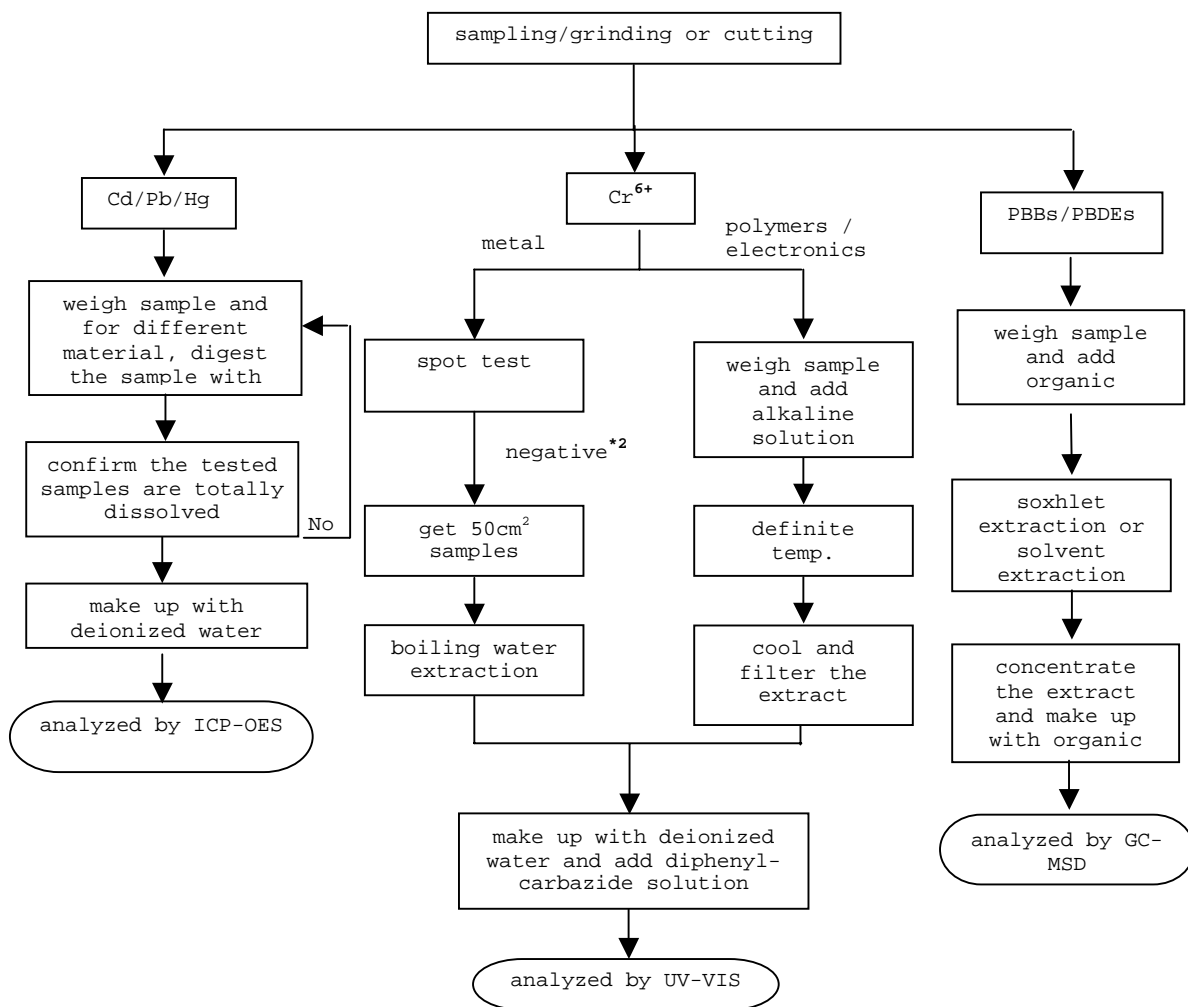 sampling/grinding or cutting
Cd/Pb/Hg
Cr6+
PBBs/PBDEs
metal
polymers /
electronics
weigh sample and
for different
material, digest
the sample with
spot test
weigh sample
and add
alkaline
solution
weigh sample
and add
organic
negative*2
confirm the tested
samples are totally
dissolved
No
get 50cm2
samples
definite
temp.
soxhlet
extraction or
solvent
extraction
make up with
deionized water
boiling water
extraction
cool and
filter the
extract
concentrate
the extract
and make up
with organic
analyzed by ICP-OES
make up with deionized
water and add diphenyl-
carbazide solution
analyzed by GC-
MSD
analyzed by UV-VIS